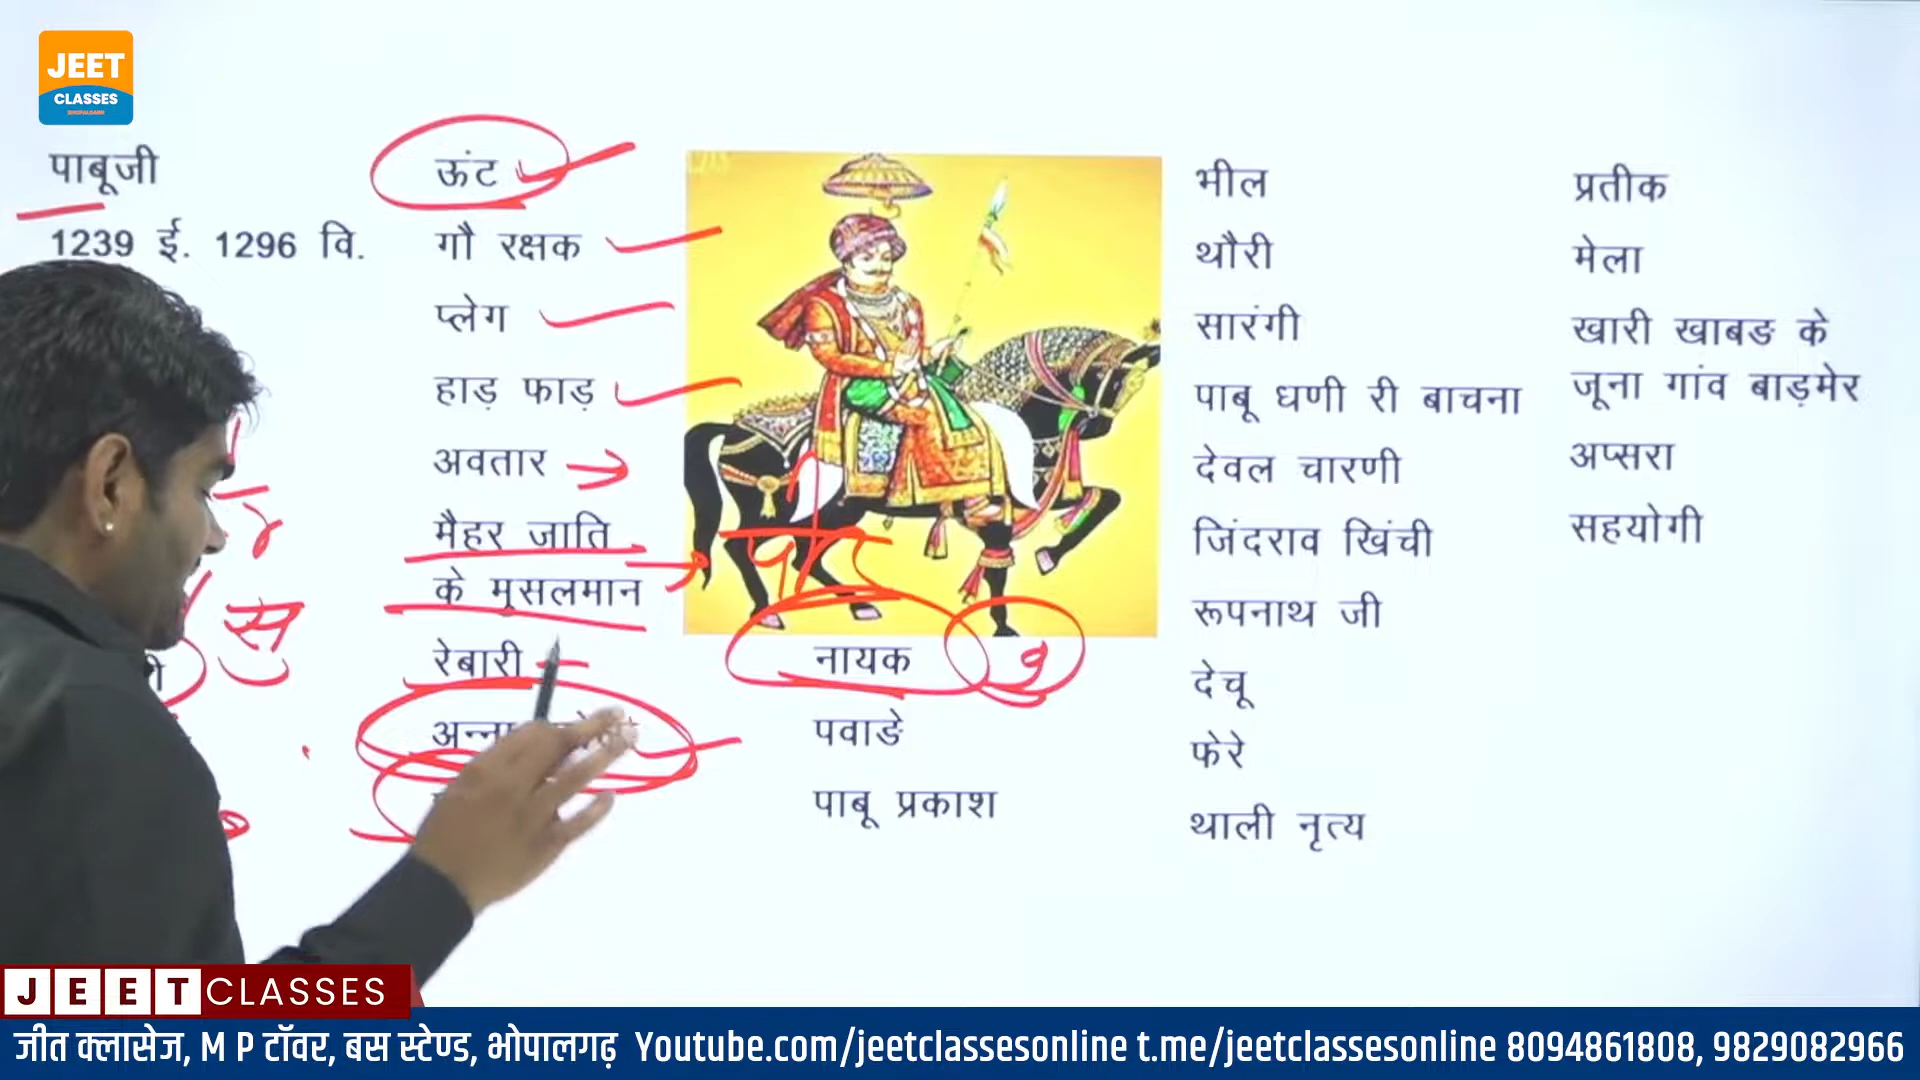 JEET
CLASSES
पाबूजी
1239 ई. 1296 वि.
ऊंट
गौ रक्षक
प्लेग
हाड़ फाड़
अवतार
मैहर जाति
के मूसलमान
रेबारी
नायक
पवाङे
पाबू प्रकाश
भील
थौरी
सारंगी
पाबू धणी री बाचना
देवल चारणी
जिंदराव खिंची
रूपनाथ जी
देचू
फेरे
थाली नृत्य
प्रतीक
मेला
खारी खाबङ के
जूना गांव बाड़मेर
अप्सरा
सहयोगी
JEET CLASSES
जीत क्लासेज, M P टॉवर, बस स्टेण्ड, भोपालगढ़ Youtube.com/jeetclassesonline t.me/jeetclassesonline 8094861808, 9829082966